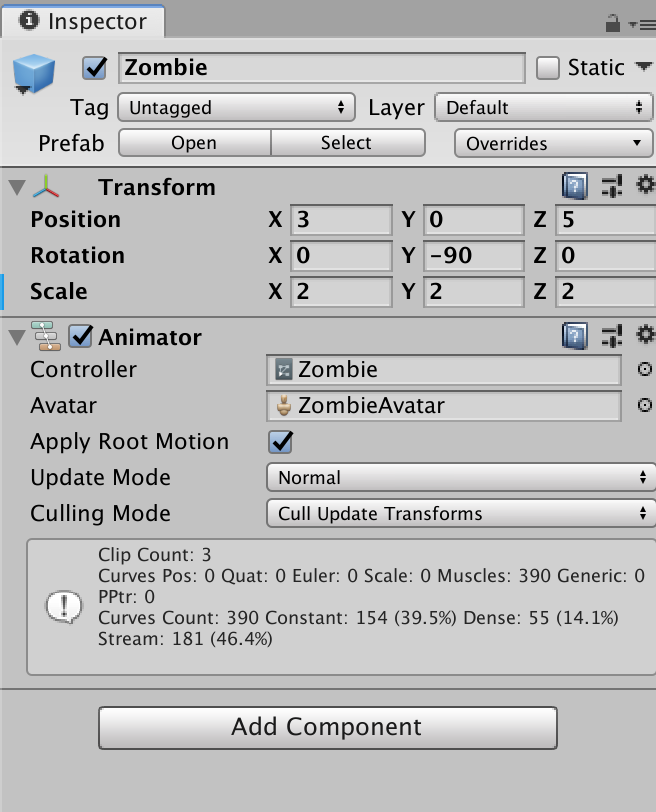 Inspector
Zombie Static
Tag Untagged Layer Default
Prefab Open Select Overrides
Transform
Position X 3 Y 0 Z 5
Rotation X 0 Y -90 Z 0
Scale X 2 Y 2 Z 2
Animator
Controller Zombie
Avatar ZombieAvatar
Apply Root Motion
Update Mode Normal
Culling Mode Cull Update Transforms
Clip Count: 3
Curves Pos: 0 Quat: 0 Euler: 0 Scale: 0 Muscles: 390 Generic: 0
PPtr: 0
Curves Count: 390 Constant: 154 (39.5%) Dense: 55 (14.1%)
Stream: 181 (46.4%)
Add Component